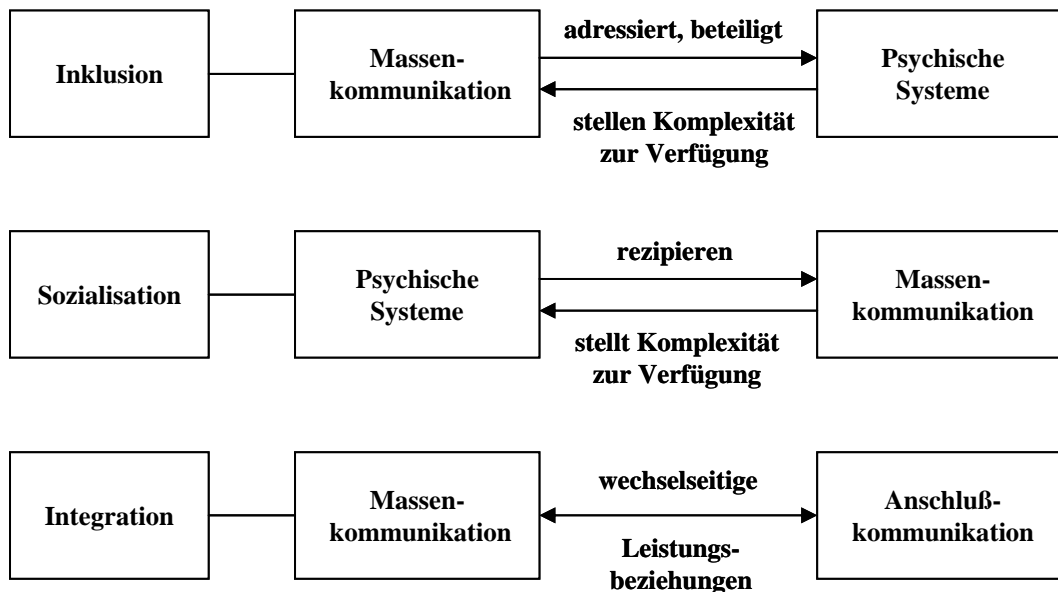 adressiert, beteiligt
Inklusion
Massen-
kommunikation
Psychische
Systeme
stellen Komplexität
zur Verfügung
rezipieren
Sozialisation
Psychische
Systeme
Massen-
kommunikation
stellt Komplexität
zur Verfügung
wechselseitige
Integration
Massen-
kommunikation
Anschluß-
kommunikation
Leistungs-
beziehungen